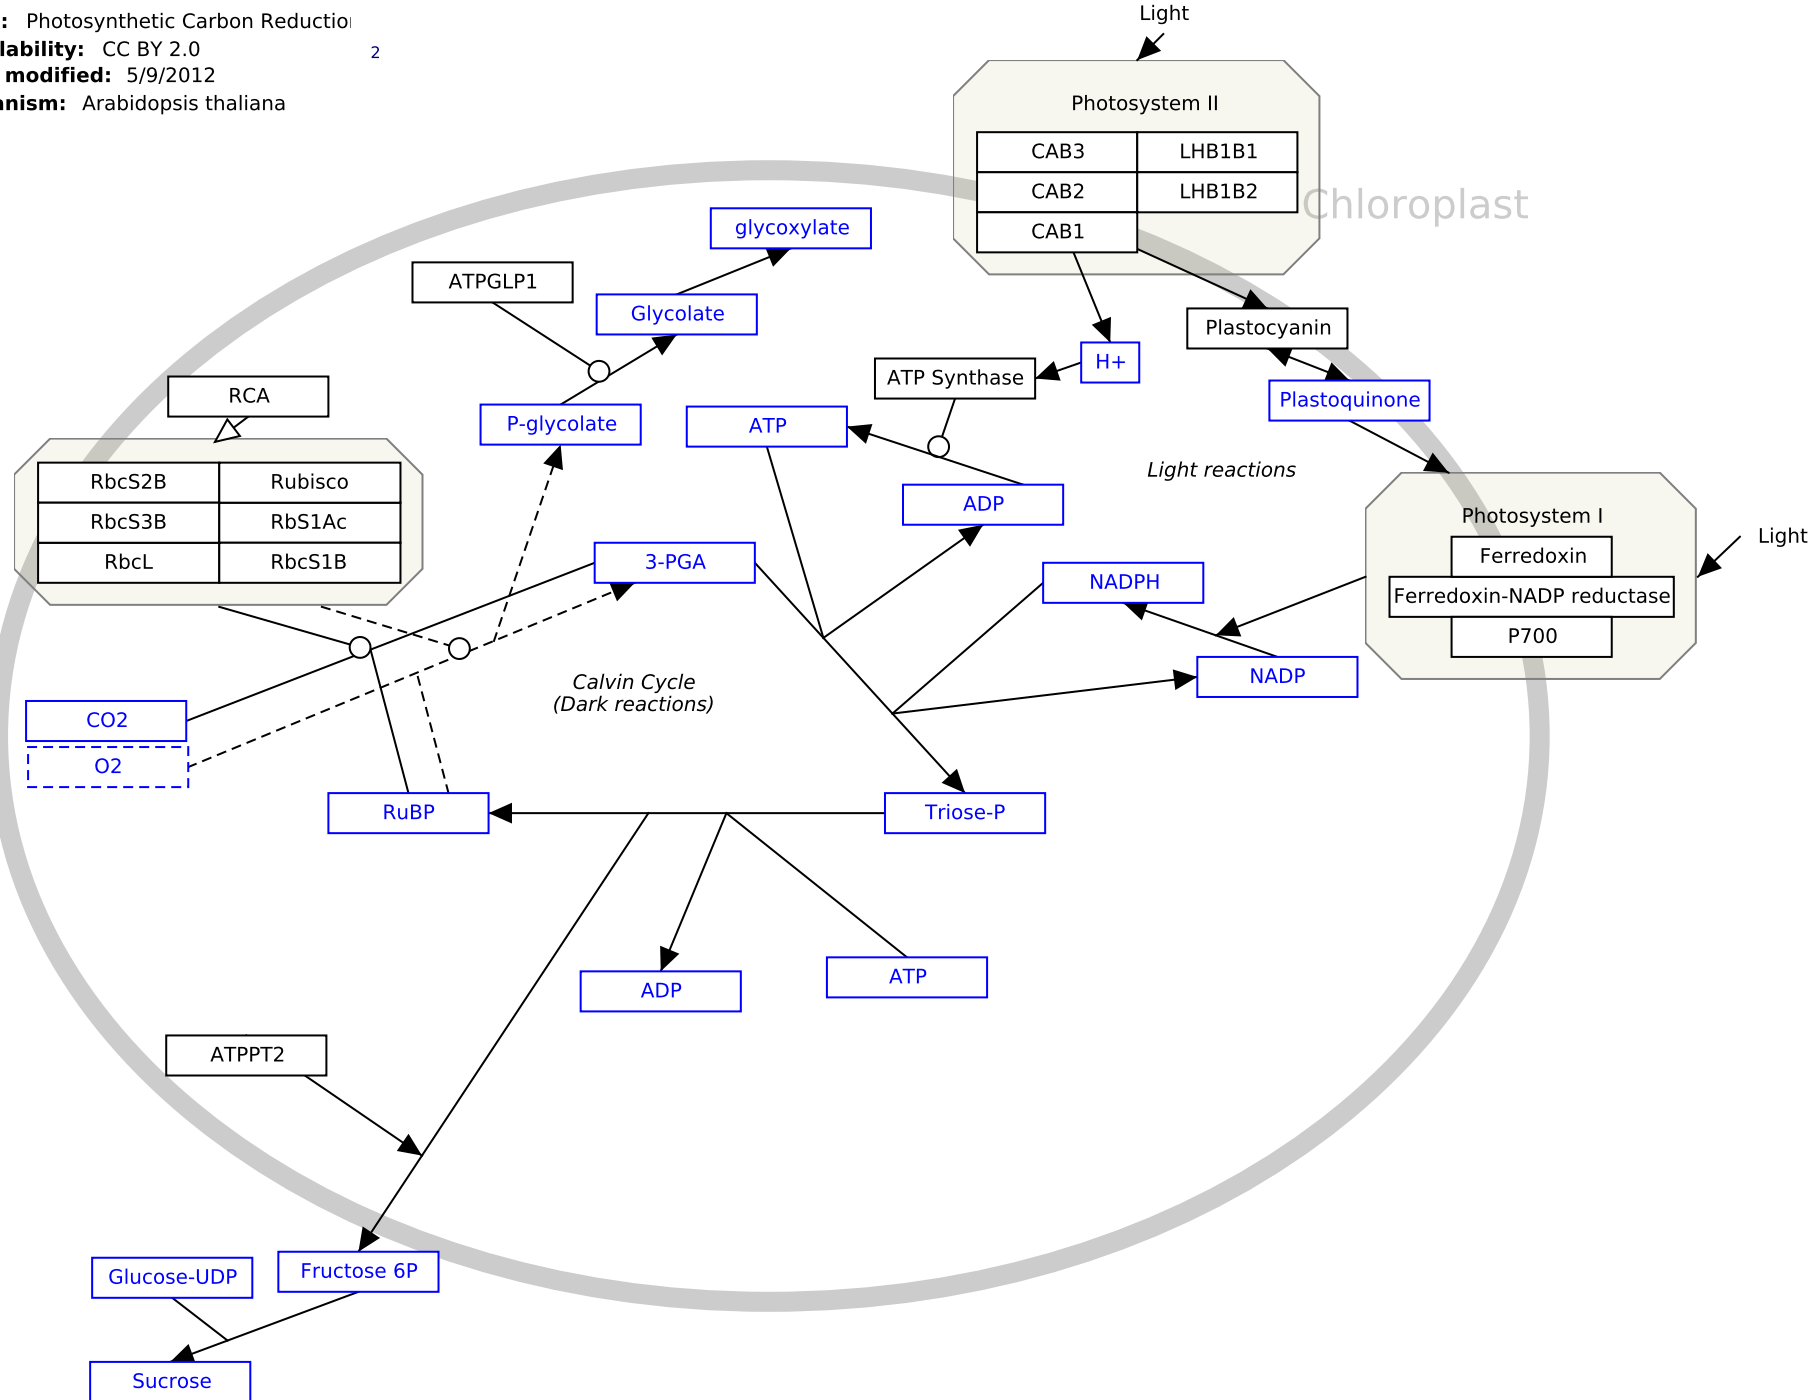 : Photosynthetic Carbon Reduction
lability: CC BY 2.0
2
modified: 5/9/2012
anism: Arabidopsis thaliana
Light
Photosystem II
CAB3 LHB1B1
CAB2 LHB1B2
CAB1
Chloroplast
glycoxylate
ATPGLP1
Glycolate
Plastocyanin
H+
ATP Synthase
RCA
Plastoquinone
P-glycolate
ATP
Light reactions
RbcS2B Rubisco
RbcS3B RbS1Ac
RbcL RbcS1B
ADP
Photosystem I
Light
Ferredoxin
Ferredoxin-NADP reductase
P700
3-PGA
NADPH
NADP
Calvin Cycle
(Dark reactions)
CO2
O2
RuBP
Triose-P
ADP
ATP
ATPPT2
Glucose-UDP
Fructose 6P
Sucrose